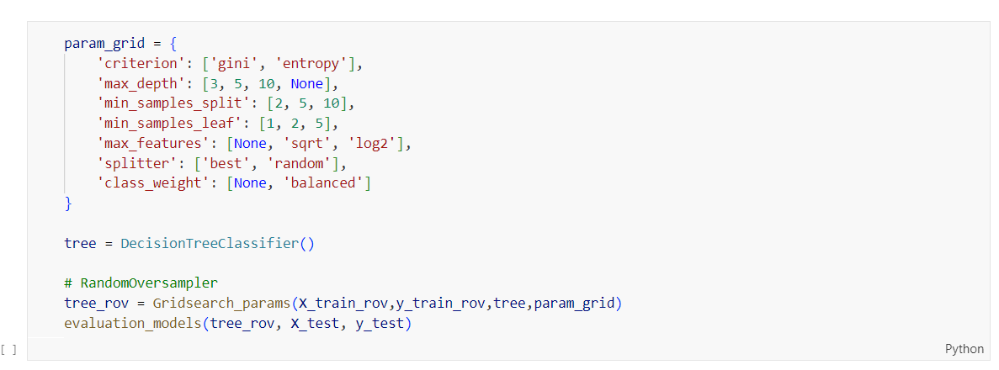 param_grid = {
    'criterion': ['gini', 'entropy'],
    'max_depth': [3, 5, 10, None],
    'min_samples_split': [2, 5, 10],
    'min_samples_leaf': [1, 2, 5],
    'max_features': [None, 'sqrt', 'log2'],
    'splitter': ['best', 'random'],
    'class_weight': [None, 'balanced']
}
tree = DecisionTreeClassifier()
# RandomOversampler
tree_rov = Gridsearch_params(X_train_rov,y_train_rov,tree,param_grid)
evaluation_models(tree_rov, X_test, y_test)
[ ]
Python